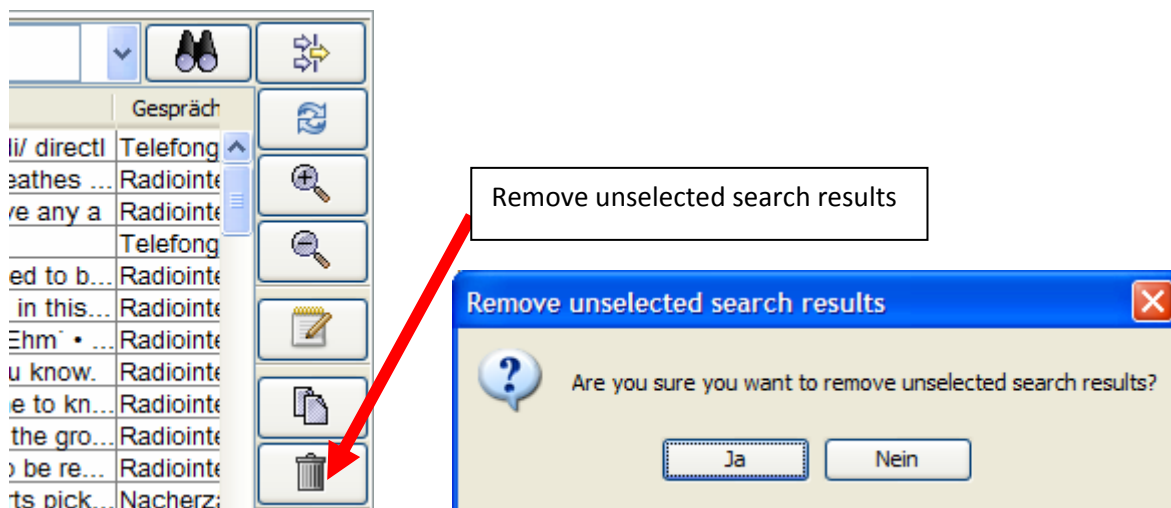 Gespräch
li/ directl Telefong
eathes ... Radiointe
ve any a Radiointe
Telefong
ed to b... Radiointe
in this... Radiointe
Ehm˙ • ... Radiointe
u know. Radiointe
e to kn... Radiointe
the gro... Radiointe
o be re... Radiointe
rts pick... Nacherzä
Remove unselected search results
Remove unselected search results
Are you sure you want to remove unselected search results?
Ja Nein